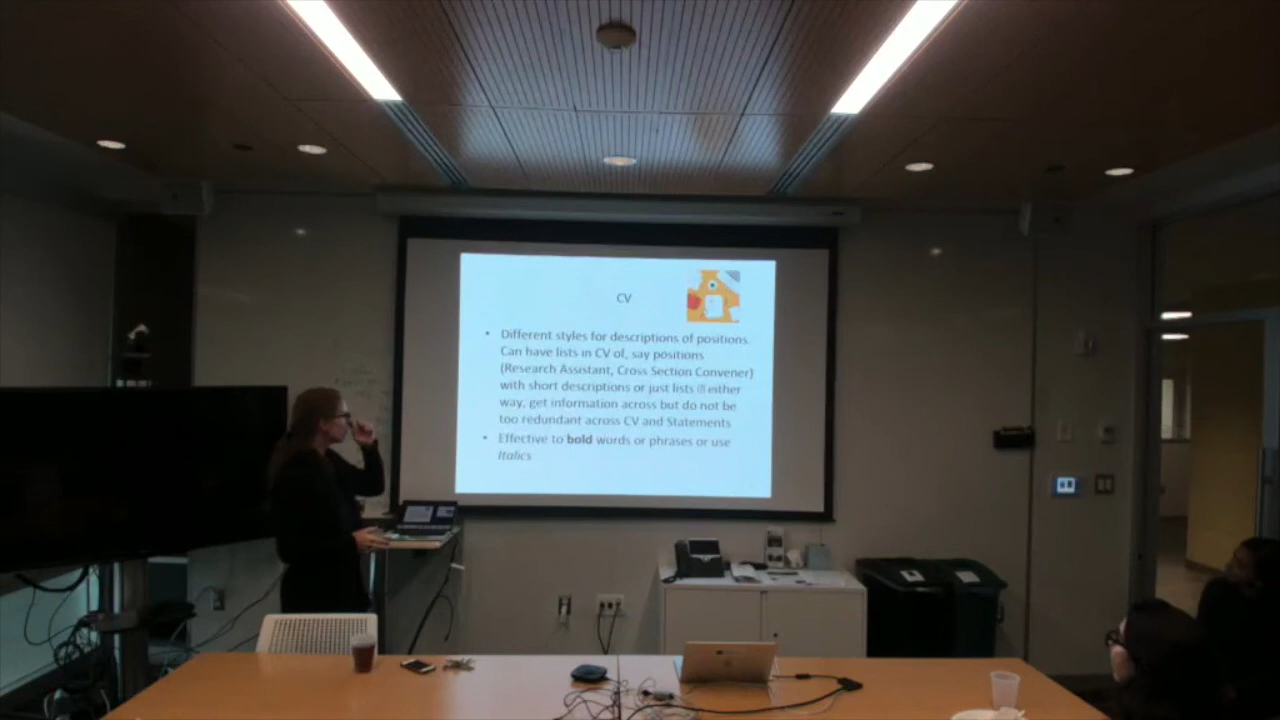 CV
• Different styles for descriptions of positions.
Can have lists in CV of, say positions
(Research Assistant, Cross Section Convener)
with short descriptions or just lists ⍰ either
way, get information across but do not be
too redundant across CV and Statements
• Effective to bold words or phrases or use
Italics